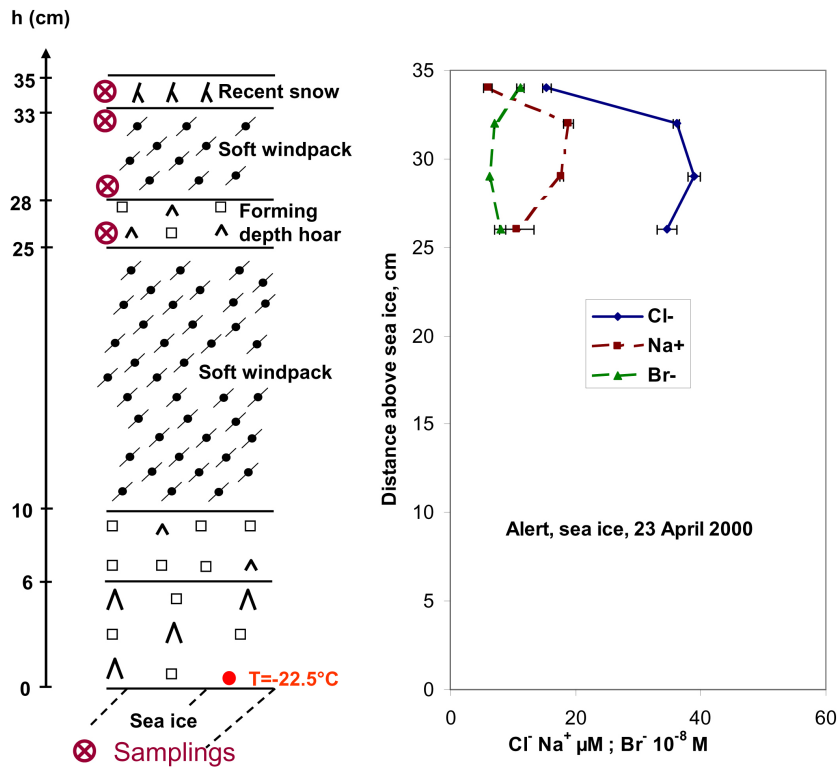 h (cm)
35
Recent snow
33
Soft windpack
28
Forming
depth hoar
25
Soft windpack
10
6
T=-22.5°C
0
Sea ice
Samplings
35
30
25
20
15
10
5
0
Distance above sea ice, cm
Cl-
Na+
Br-
Alert, sea ice, 23 April 2000
0 20 40 60
Cl⁻ Na⁺ µM ; Br⁻ 10⁻⁸ M